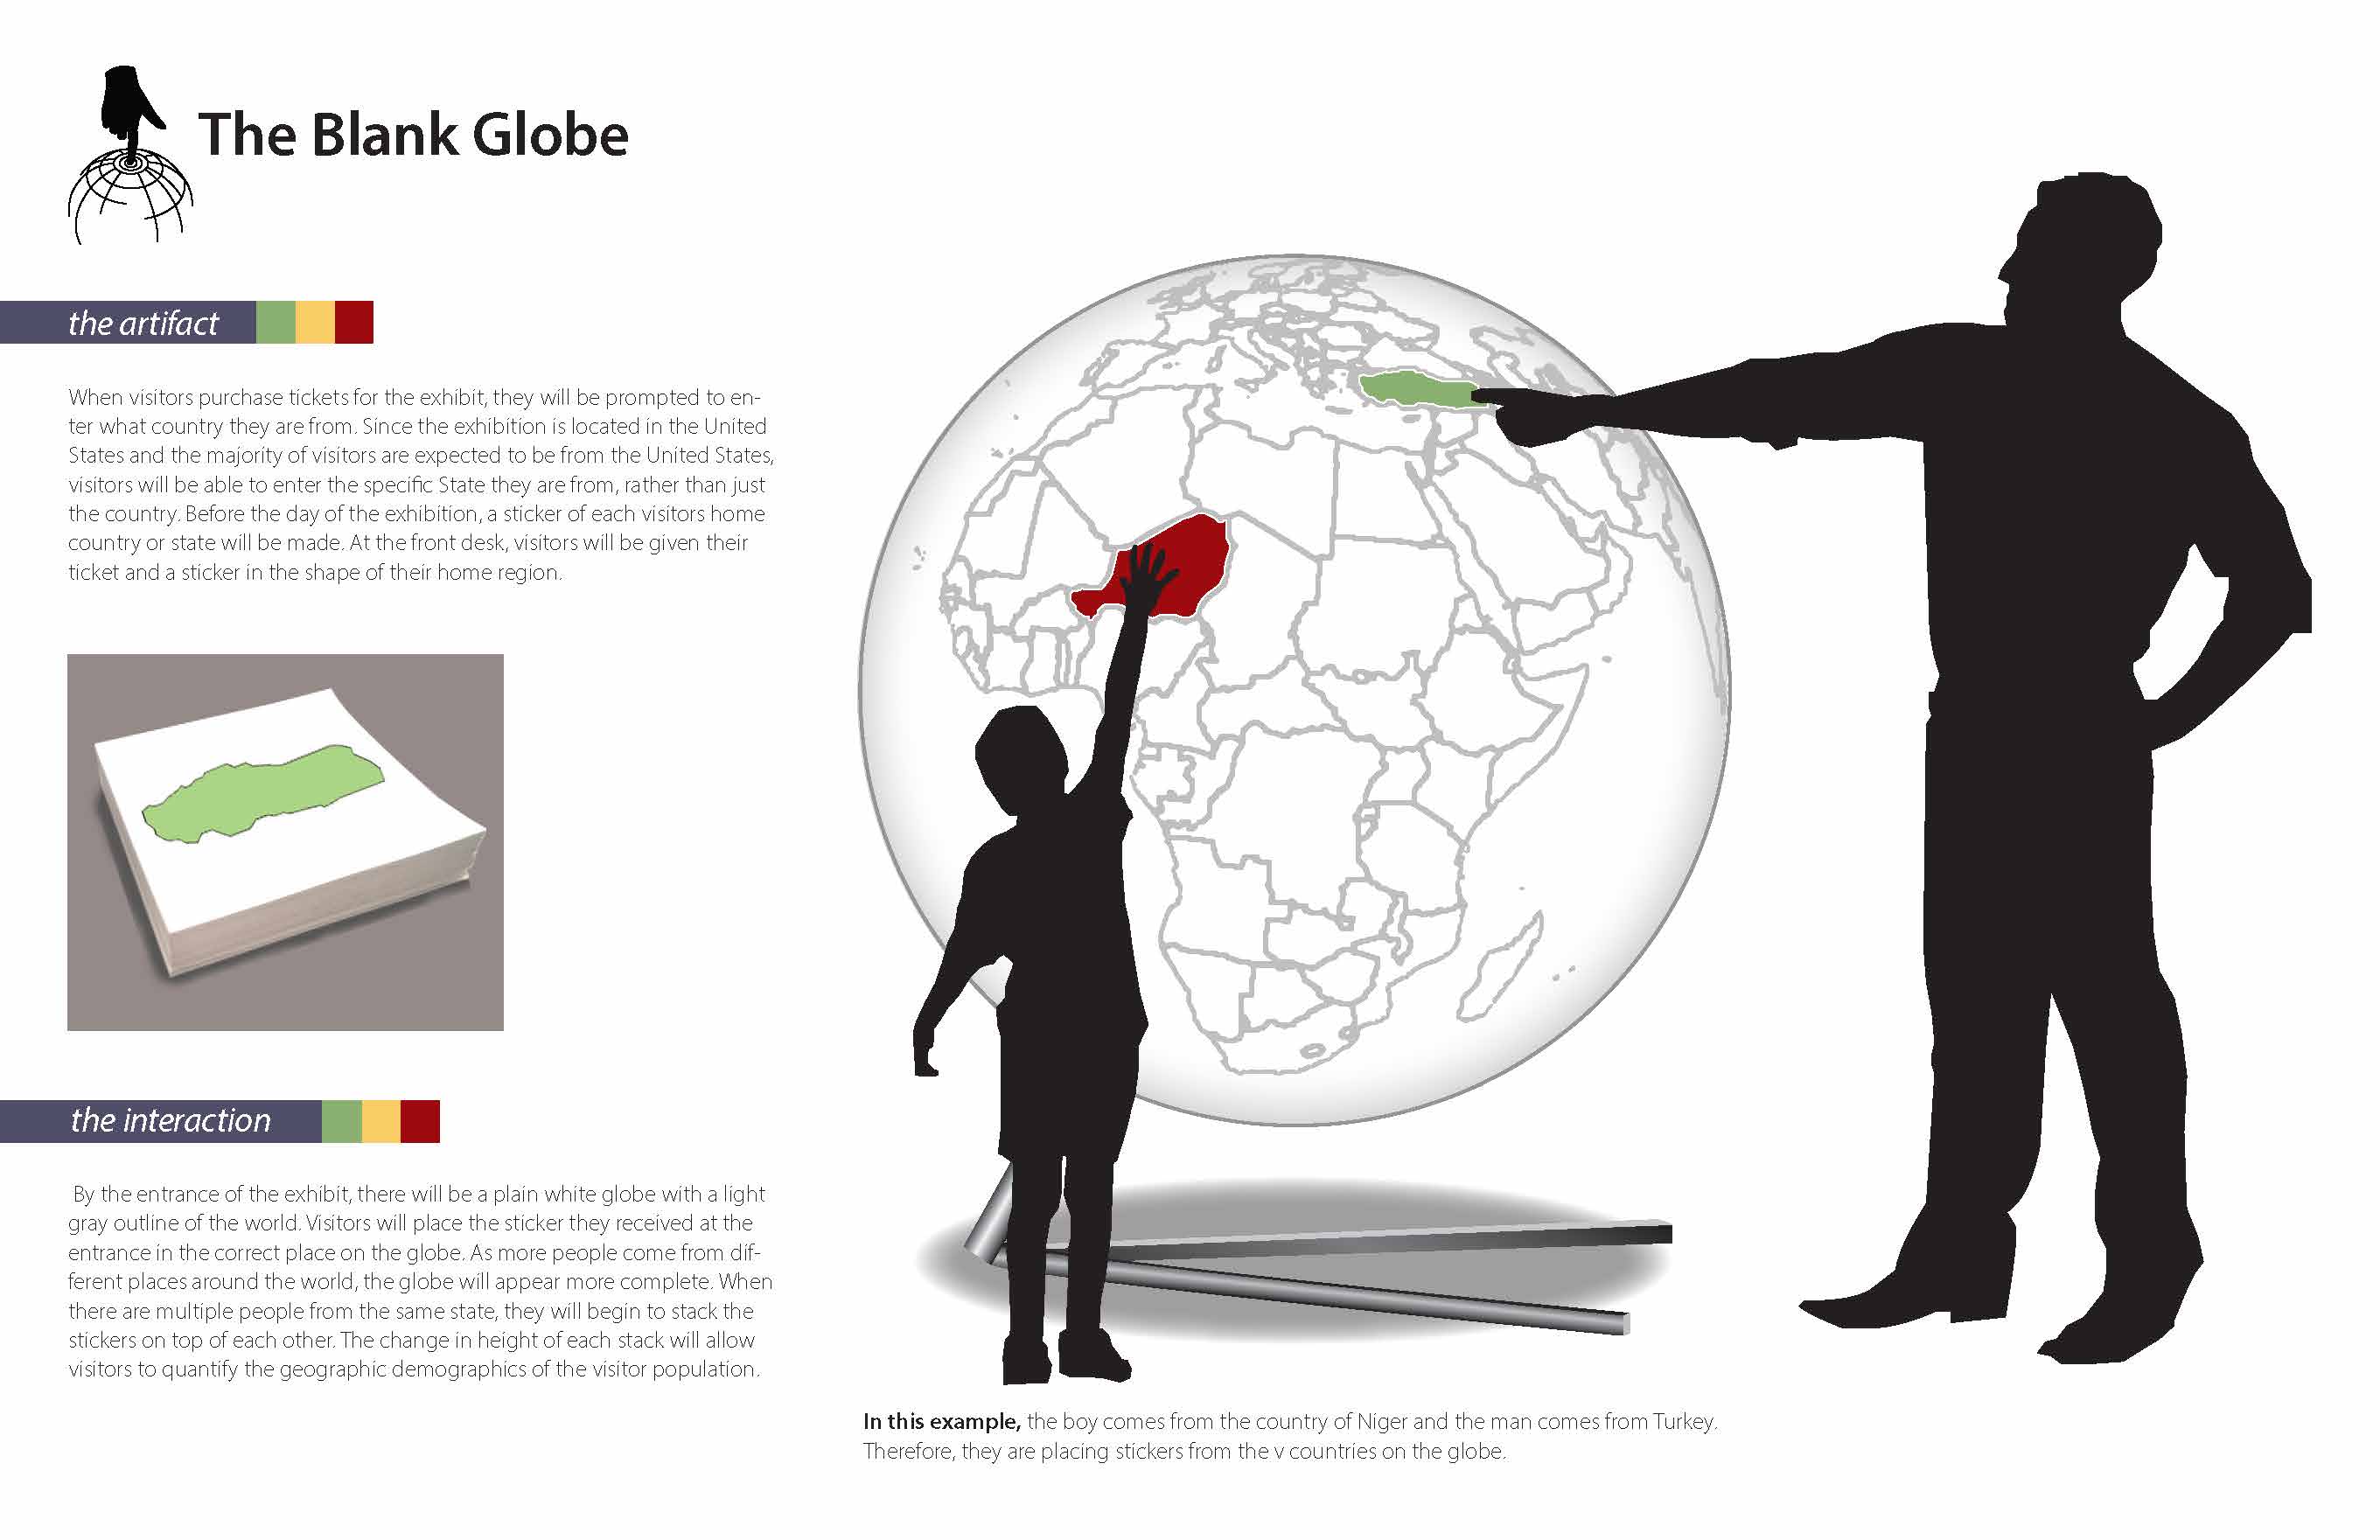 The Blank Globe
the artifact
When visitors purchase tickets for the exhibit, they will be prompted to en-
ter what country they are from. Since the exhibition is located in the United
States and the majority of visitors are expected to be from the United States,
visitors will be able to enter the specific State they are from, rather than just
the country. Before the day of the exhibition, a sticker of each visitors home
country or state will be made. At the front desk, visitors will be given their
ticket and a sticker in the shape of their home region.
the interaction
By the entrance of the exhibit, there will be a plain white globe with a light
gray outline of the world. Visitors will place the sticker they received at the
entrance in the correct place on the globe. As more people come from dif-
ferent places around the world, the globe will appear more complete. When
there are multiple people from the same state, they will begin to stack the
stickers on top of each other. The change in height of each stack will allow
visitors to quantify the geographic demographics of the visitor population.
In this example, the boy comes from the country of Niger and the man comes from Turkey.
Therefore, they are placing stickers from the v countries on the globe.